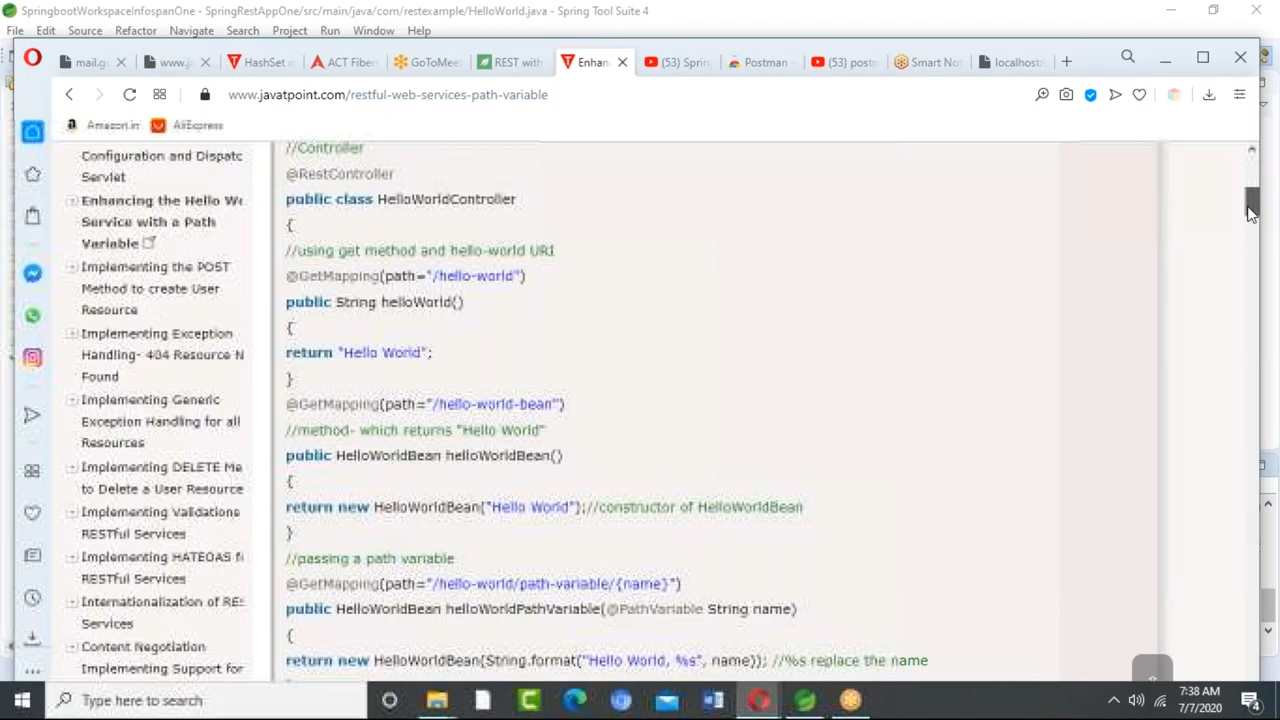 SpringbootWorkspaceInfospanOne - SpringRestAppOne/src/main/java/com/restexample/HelloWorld.java - Spring Tool Suite 4
File Edit Source Refactor Navigate Search Project Run Window Help
mail.g
www.j
HashSet i
ACT Fiber
GoToMee
REST with
Enhan
(53) Spri
Postman
(53) post
Smart No
localhost
www.javatpoint.com/restful-web-services-path-variable
Amazon.in AliExpress
Configuration and Dispatc
Servlet
Enhancing the Hello Wo
Service with a Path
Variable
Implementing the POST
Method to create User
Resource
Implementing Exception
Handling- 404 Resource N
Found
Implementing Generic
Exception Handling for all
Resources
Implementing DELETE Me
to Delete a User Resource
Implementing Validations
RESTful Services
Implementing HATEOAS f
RESTful Services
Internationalization of RES
Services
Content Negotiation
Implementing Support for
//Controller
@RestController
public class HelloWorldController
{
//using get method and hello-world URI
@GetMapping(path="/hello-world")
public String helloWorld()
{
return "Hello World";
}
@GetMapping(path="/hello-world-bean")
//method- which returns "Hello World"
public HelloWorldBean helloWorldBean()
{
return new HelloWorldBean("Hello World");//constructor of HelloWorldBean
}
//passing a path variable
@GetMapping(path="/hello-world/path-variable/{name}")
public HelloWorldBean helloWorldPathVariable(@PathVariable String name)
{
return new HelloWorldBean(String.format("Hello World, %s", name)); //%s replace the name
Type here to search
7:38 AM
7/7/2020
4